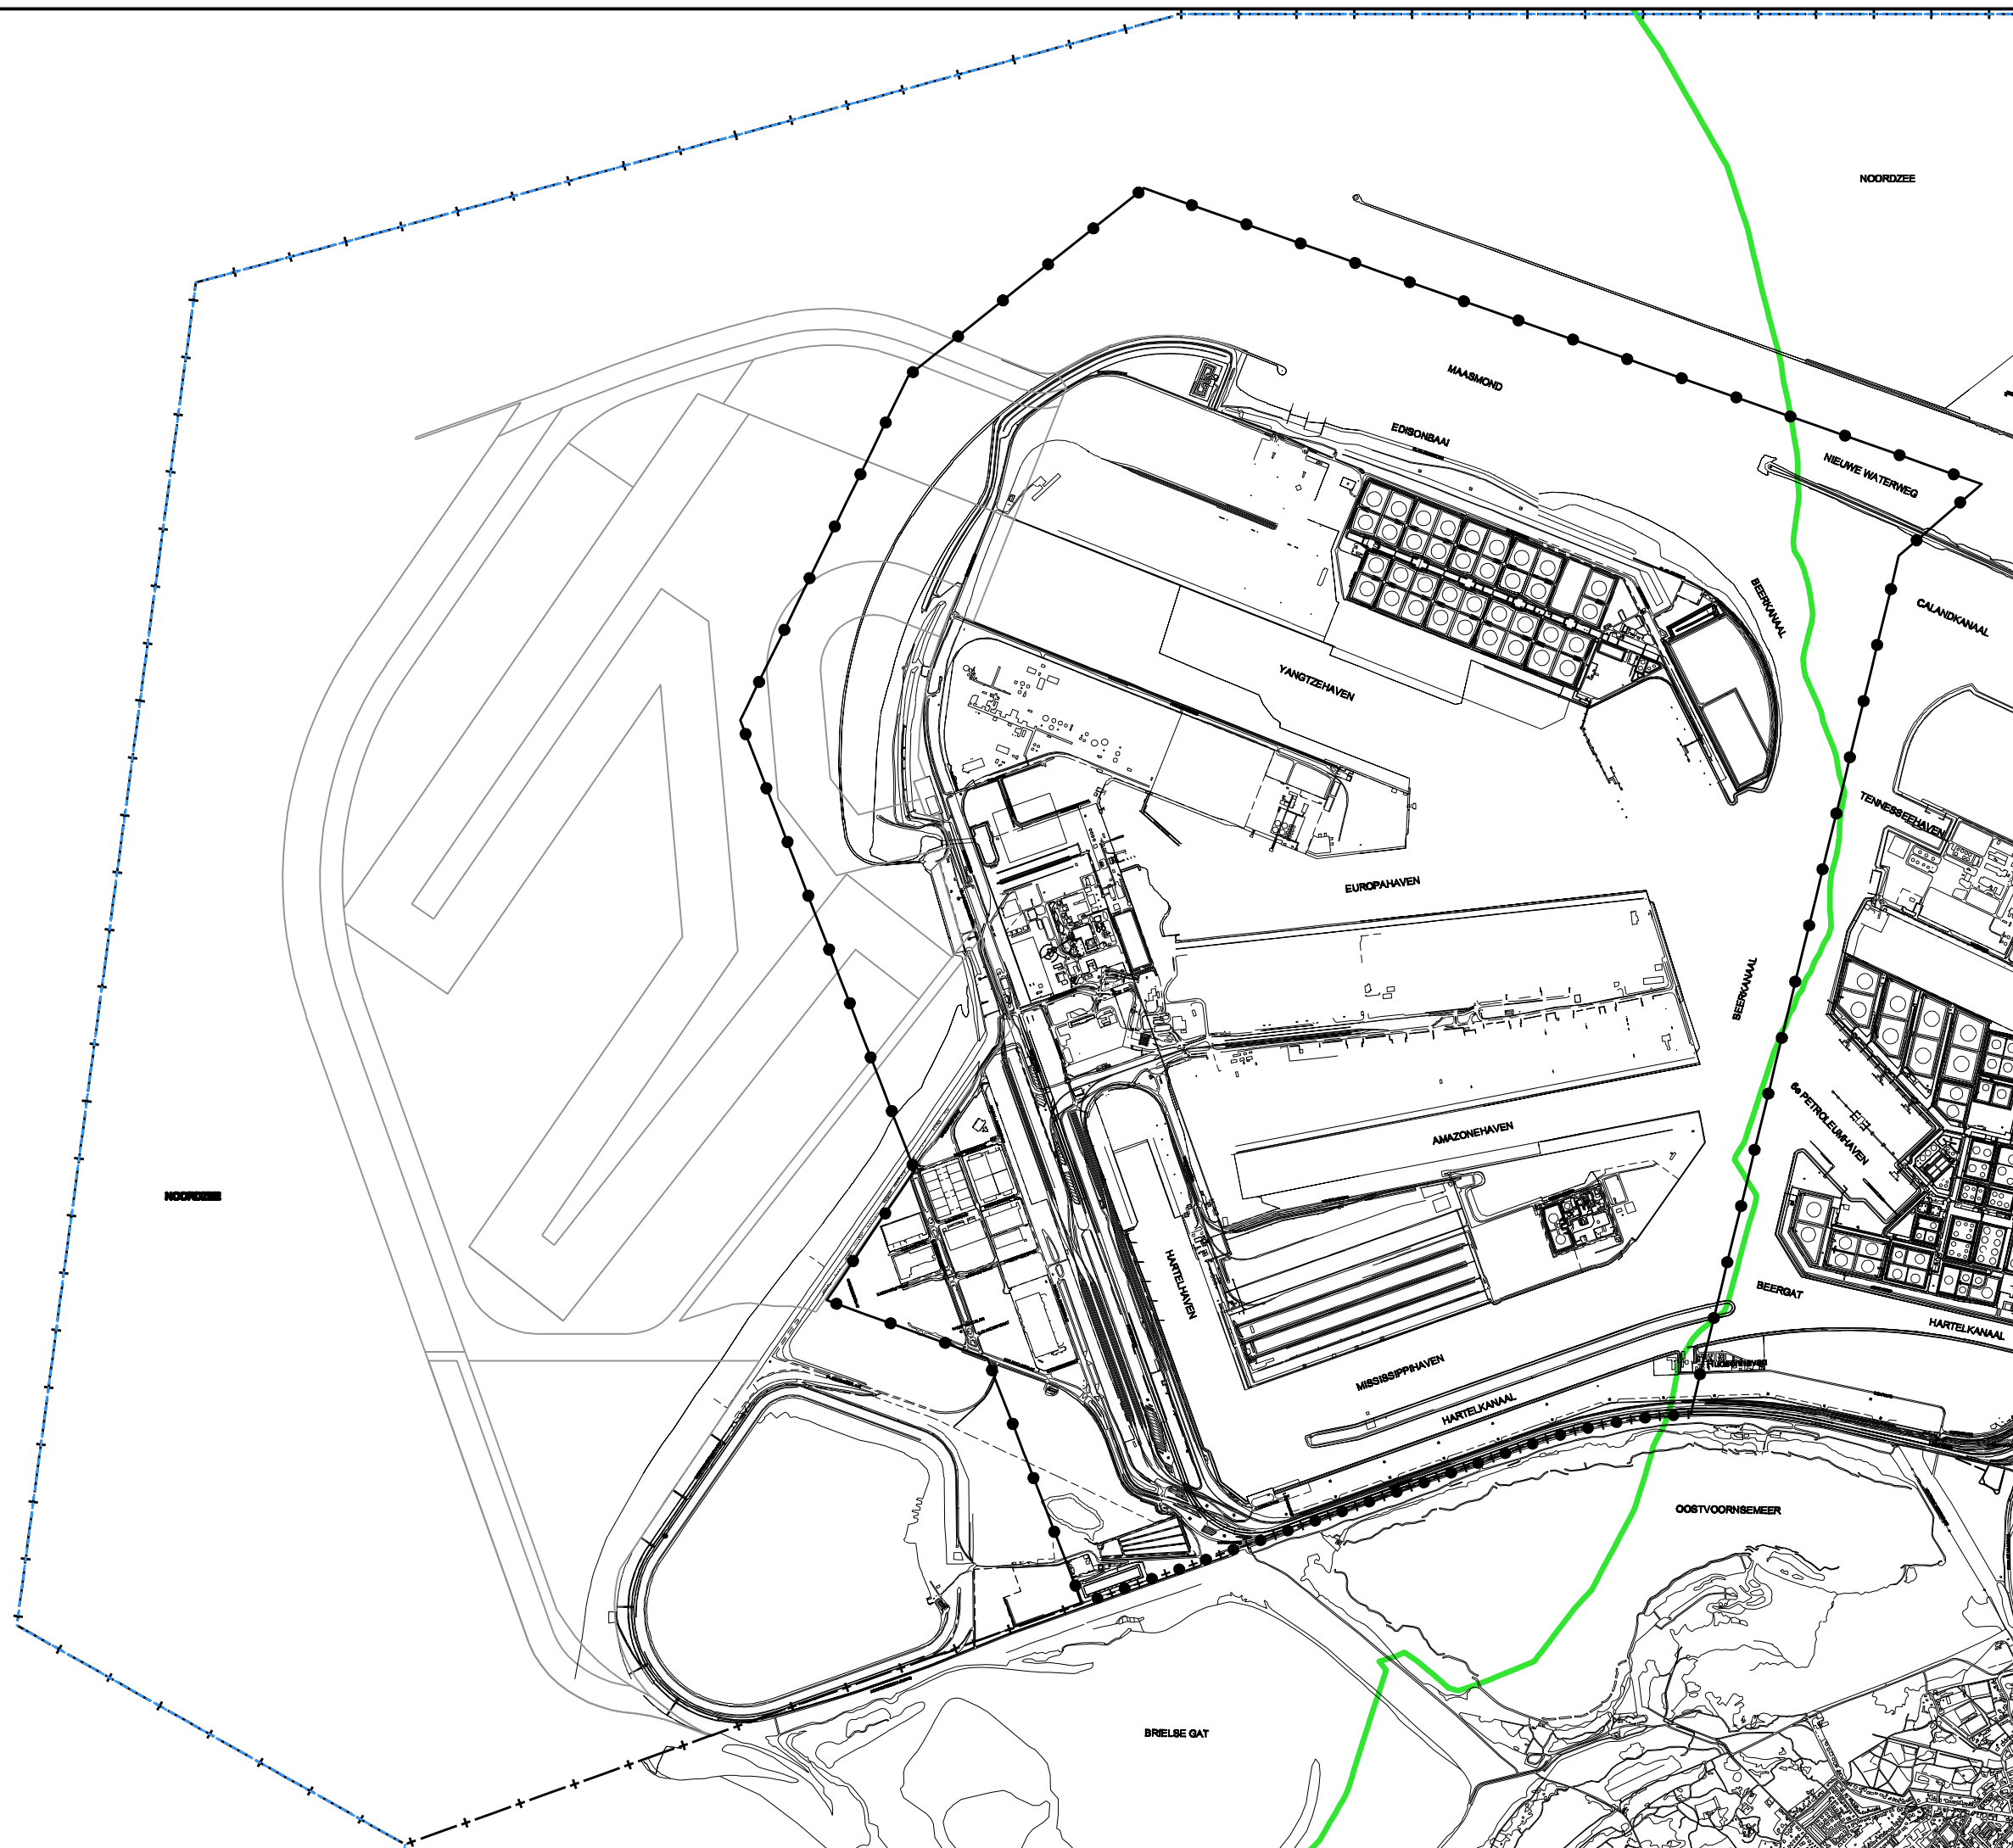 NOORDZEE
MAASMOND
EDISONBAAI
NIEUWE WATERWEG
BEERKANAAL
CALANDKANAAL
YANGTZEHAVEN
TENNESSEEHAVEN
EUROPAHAVEN
BEERKANAAL
6e PETROLEUMHAVEN
AMAZONEHAVEN
NOORDZEE
HARTELHAVEN
BEERGAT
HARTELKANAAL
MISSISSIPPIHAVEN
HARTELKANAAL
OOSTVOORNSEMEER
BRIELSE GAT